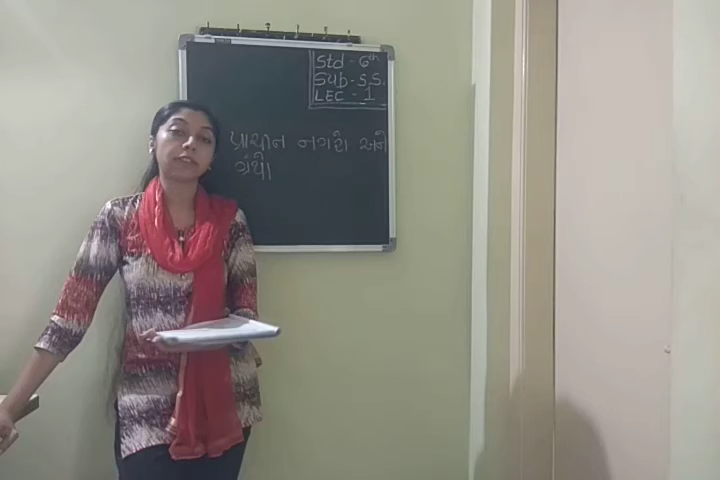 Std - 6th
Sub - S.S.
LEC - 1
પ્રાચીન નગરો અને
ગ્રંથો